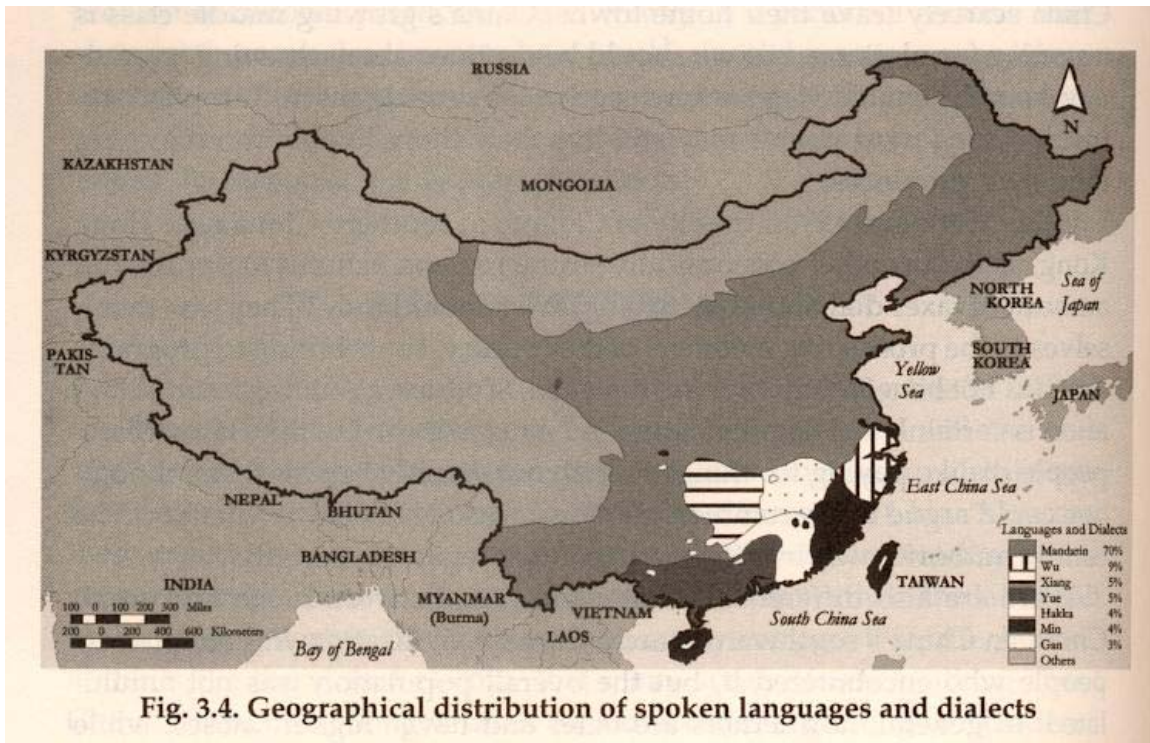 RUSSIA
N
KAZAKHSTAN
MONGOLIA
KYRGYZSTAN
Sea of
Japan
NORTH
KOREA
PAKIS-
TAN
SOUTH
KOREA
Yellow
Sea
JAPAN
NEPAL
BHUTAN
East China Sea
BANGLADESH
INDIA
MYANMAR
(Burma)
VIETNAM
LAOS
TAIWAN
South China Sea
Bay of Bengal
100 0 100 200 300 Miles
200 0 200 400 600 Kilometers
Languages and Dialects
Mandarin 70%
Wu 9%
Xiang 5%
Yue 5%
Hakka 4%
Min 4%
Gan 3%
Others
Fig. 3.4. Geographical distribution of spoken languages and dialects